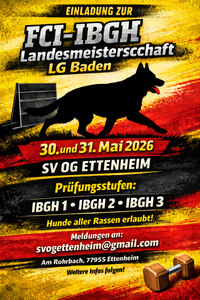 EINLADUNG ZUR
FCI-IBGH
Landesmeisterscchaft
LG Baden
30. und 31. Mai 2026
SV OG ETTENHEIM
Prüfungsstufen:
IBGH 1 • IBGH 2 • IBGH 3
Hunde aller Rassen erlaubt!
Meldungen an:
svogettenheim@gmail.com
Am Rohrbach, 77955 Ettenheim
Weitere Infos folgen!